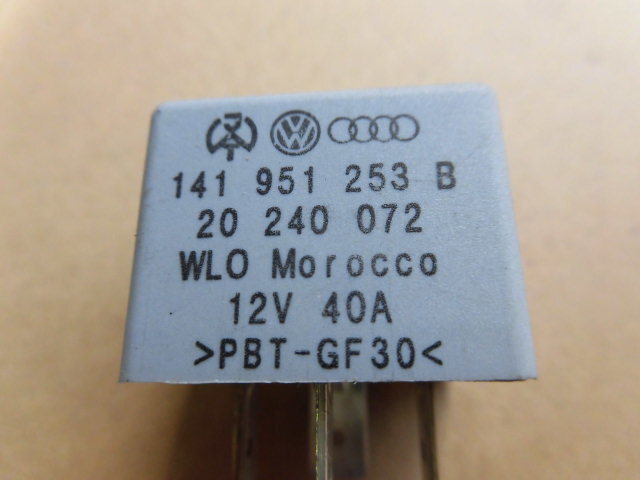 141 951 253 B
20 240 072
WLO Morocco
12V 40A
>PBT-GF30<